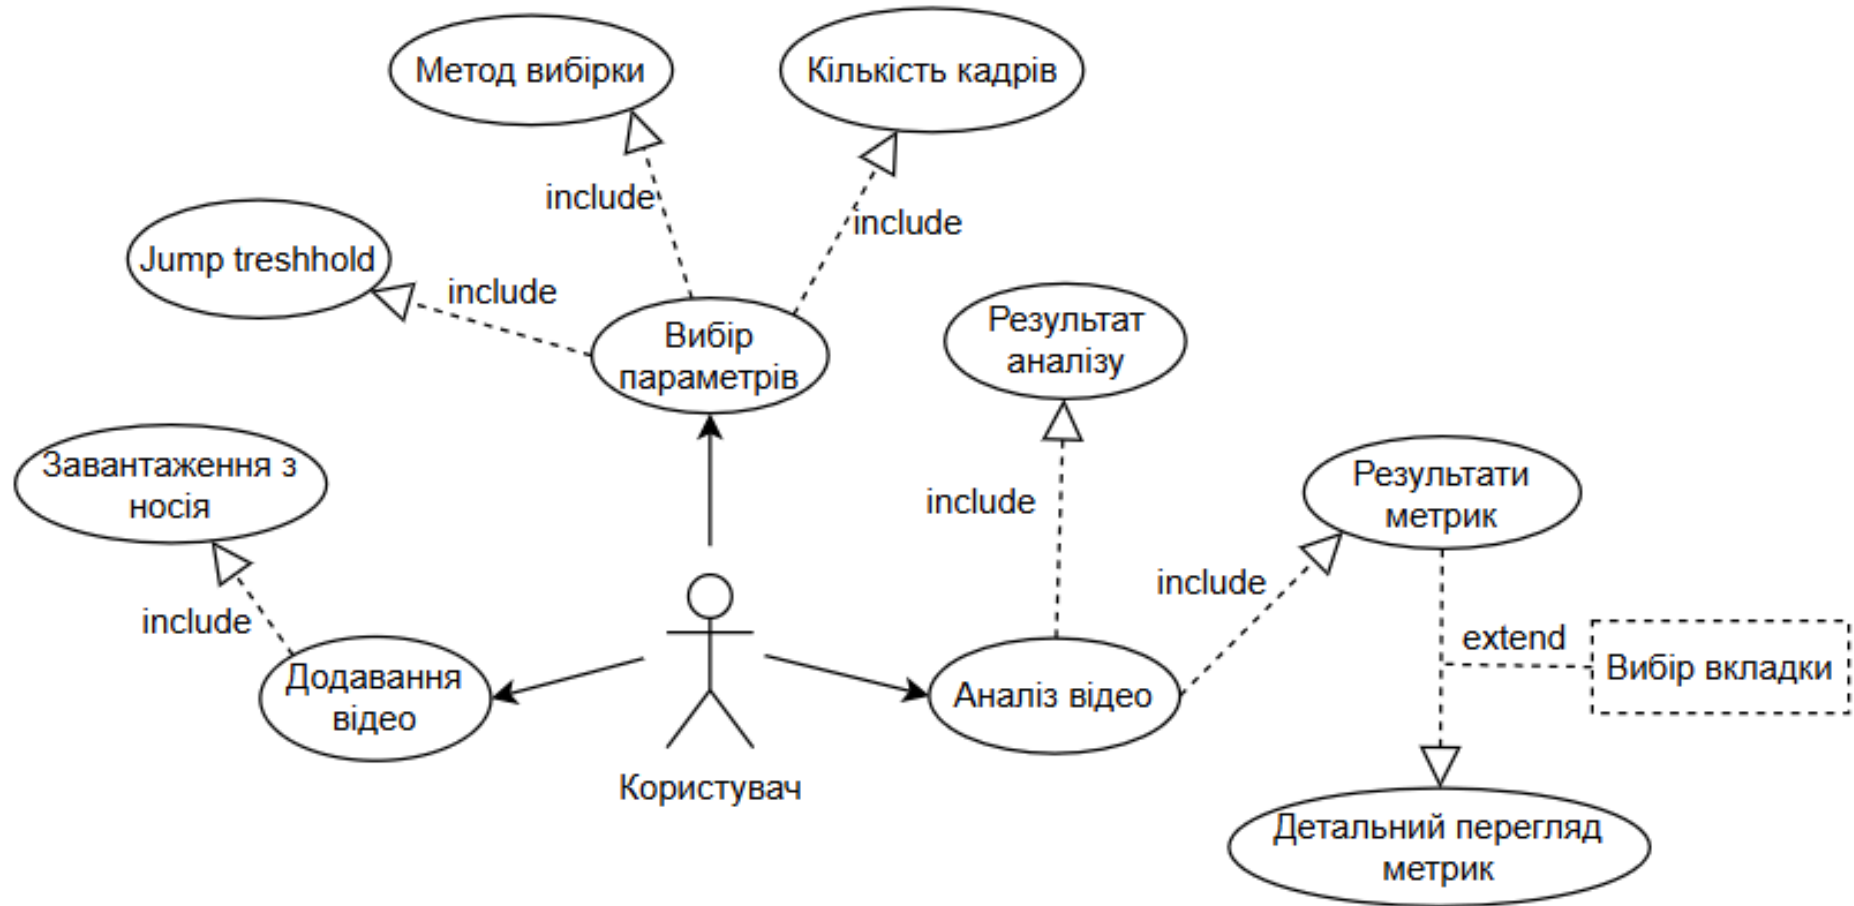 Метод вибірки
Кількість кадрів
include
include
Jump treshhold
include
Вибір
параметрів
Результат
аналізу
Завантаження з
носія
include
Результати
метрик
include
include
extend
Вибір вкладки
Додавання
відео
Аналіз відео
Користувач
Детальний перегляд
метрик